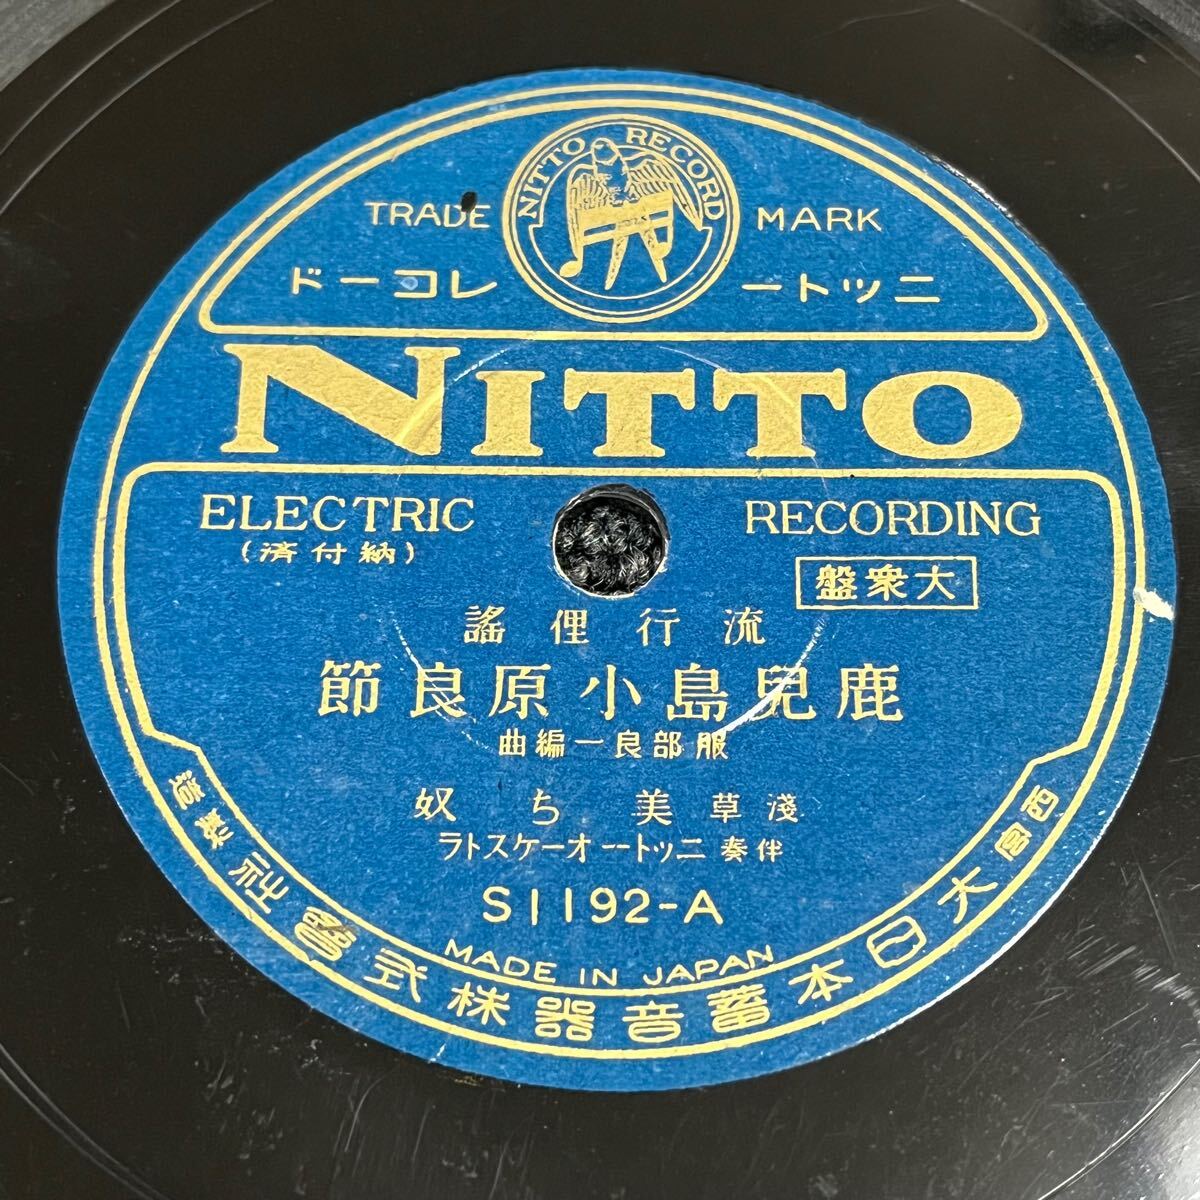 NITTO RECORD
TRADE MARK
ニットーレコード
NITTO
ELECTRIC RECORDING
(納付済)
大衆盤
流行俚謠
鹿兒島小原良節
服部良一編曲
淺草 美ち奴
伴奏 ニットーオーケストラ
S1192-A
MADE IN JAPAN
西宮大日本蓄音器株式會社製造